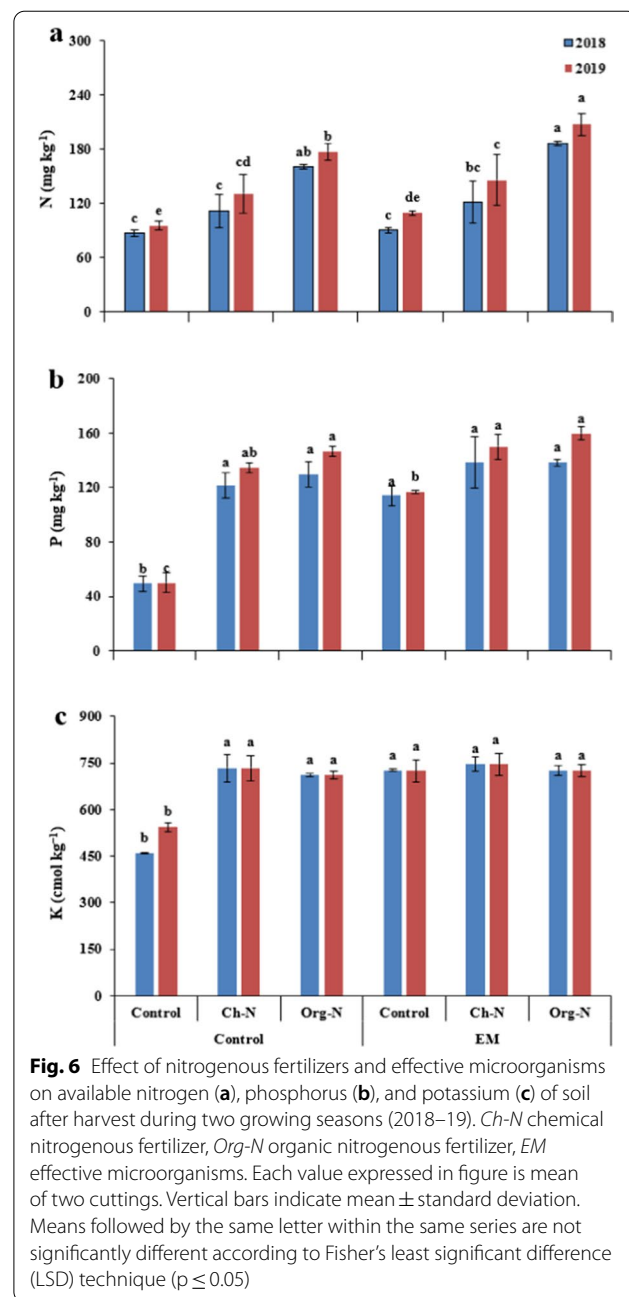 a
300
2018
2019
a
240
a
b
ab
N (mg kg⁻¹)
180
c
bc
cd
c
de
120
c
e
c
60
0
b
200
160
a
a
a
a
a
ab
a
P (mg kg⁻¹)
120
a
a
b
80
b
c
40
0
c
900
a
a
a
a
a
a
a
a
a
a
750
K (cmol kg⁻¹)
600
b
b
450
300
150
0
Control Ch-N Org-N Control Ch-N Org-N
Control EM
Fig. 6 Effect of nitrogenous fertilizers and effective microorganisms
on available nitrogen (a), phosphorus (b), and potassium (c) of soil
after harvest during two growing seasons (2018–19). Ch-N chemical
nitrogenous fertilizer, Org-N organic nitrogenous fertilizer, EM
effective microorganisms. Each value expressed in figure is mean
of two cuttings. Vertical bars indicate mean ± standard deviation.
Means followed by the same letter within the same series are not
significantly different according to Fisher's least significant difference
(LSD) technique (p ≤ 0.05)